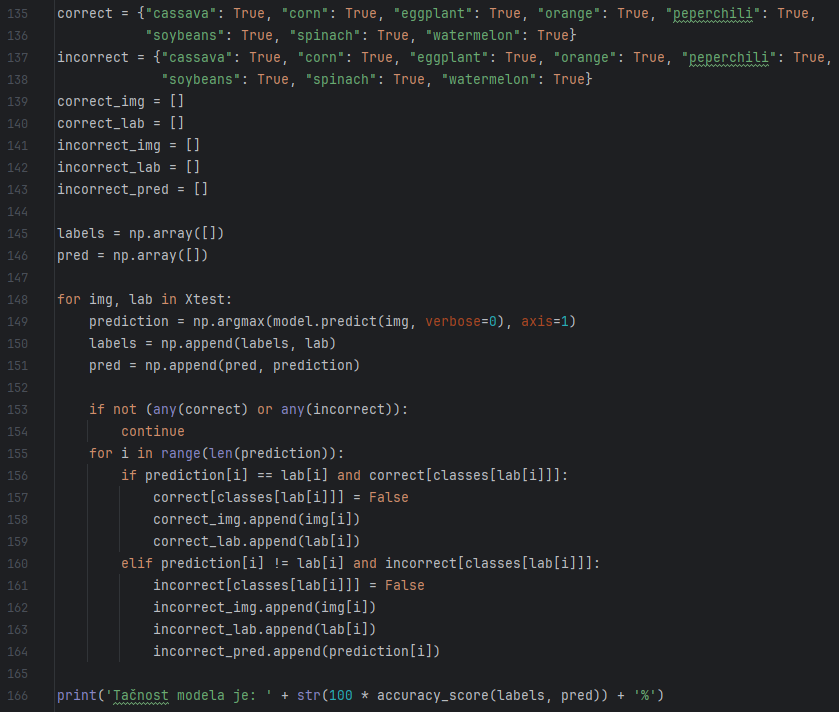 135 correct = {"cassava": True, "corn": True, "eggplant": True, "orange": True, "peperchili": True,
136            "soybeans": True, "spinach": True, "watermelon": True}
137 incorrect = {"cassava": True, "corn": True, "eggplant": True, "orange": True, "peperchili": True,
138              "soybeans": True, "spinach": True, "watermelon": True}
139 correct_img = []
140 correct_lab = []
141 incorrect_img = []
142 incorrect_lab = []
143 incorrect_pred = []
144
145 labels = np.array([])
146 pred = np.array([])
147
148 for img, lab in Xtest:
149     prediction = np.argmax(model.predict(img, verbose=0), axis=1)
150     labels = np.append(labels, lab)
151     pred = np.append(pred, prediction)
152
153     if not (any(correct) or any(incorrect)):
154         continue
155     for i in range(len(prediction)):
156         if prediction[i] == lab[i] and correct[classes[lab[i]]]:
157             correct[classes[lab[i]]] = False
158             correct_img.append(img[i])
159             correct_lab.append(lab[i])
160         elif prediction[i] != lab[i] and incorrect[classes[lab[i]]]:
161             incorrect[classes[lab[i]]] = False
162             incorrect_img.append(img[i])
163             incorrect_lab.append(lab[i])
164             incorrect_pred.append(prediction[i])
165
166 print('Tačnost modela je: ' + str(100 * accuracy_score(labels, pred)) + '%')